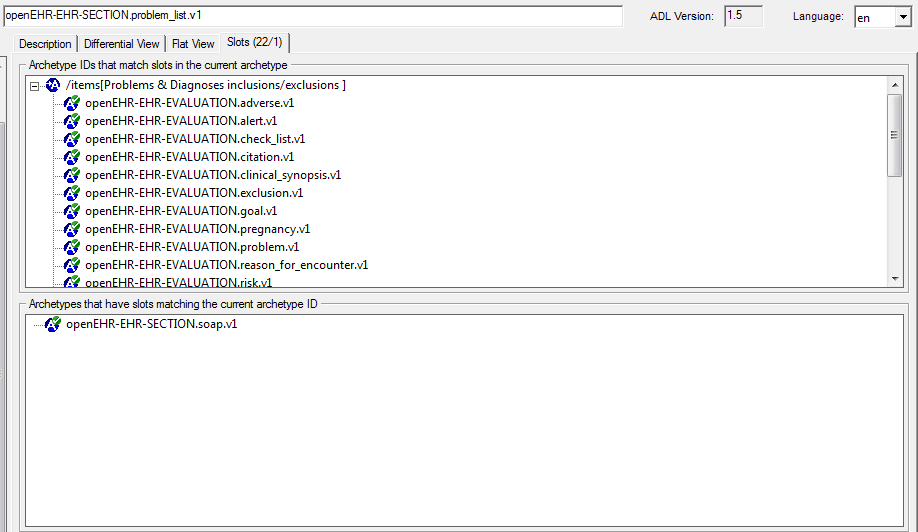 openEHR-EHR-SECTION.problem_list.v1 ADL Version: 1.5 Language: en
Description Differential View Flat View Slots (22/1)
Archetype IDs that match slots in the current archetype
/items[Problems & Diagnoses inclusions/exclusions ]
openEHR-EHR-EVALUATION.adverse.v1
openEHR-EHR-EVALUATION.alert.v1
openEHR-EHR-EVALUATION.check_list.v1
openEHR-EHR-EVALUATION.citation.v1
openEHR-EHR-EVALUATION.clinical_synopsis.v1
openEHR-EHR-EVALUATION.exclusion.v1
openEHR-EHR-EVALUATION.goal.v1
openEHR-EHR-EVALUATION.pregnancy.v1
openEHR-EHR-EVALUATION.problem.v1
openEHR-EHR-EVALUATION.reason_for_encounter.v1
openEHR-EHR-EVALUATION.risk.v1
Archetypes that have slots matching the current archetype ID
openEHR-EHR-SECTION.soap.v1